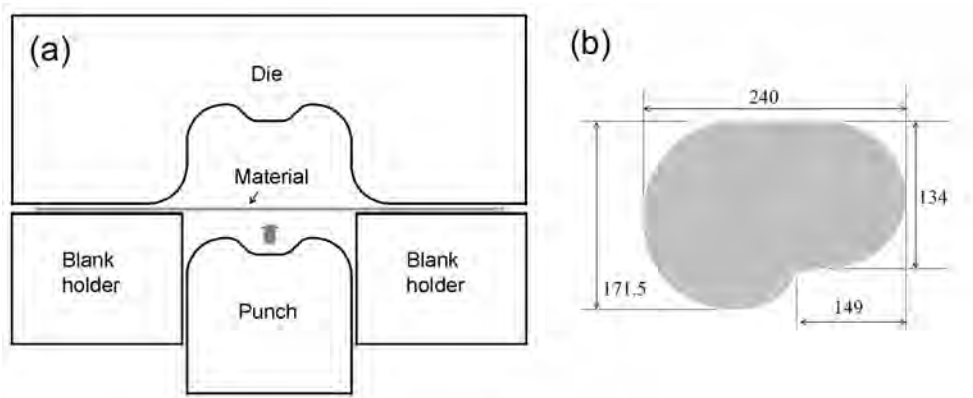 (a)
Die
Material
Blank
holder
Punch
Blank
holder
(b)
240
134
171.5
149